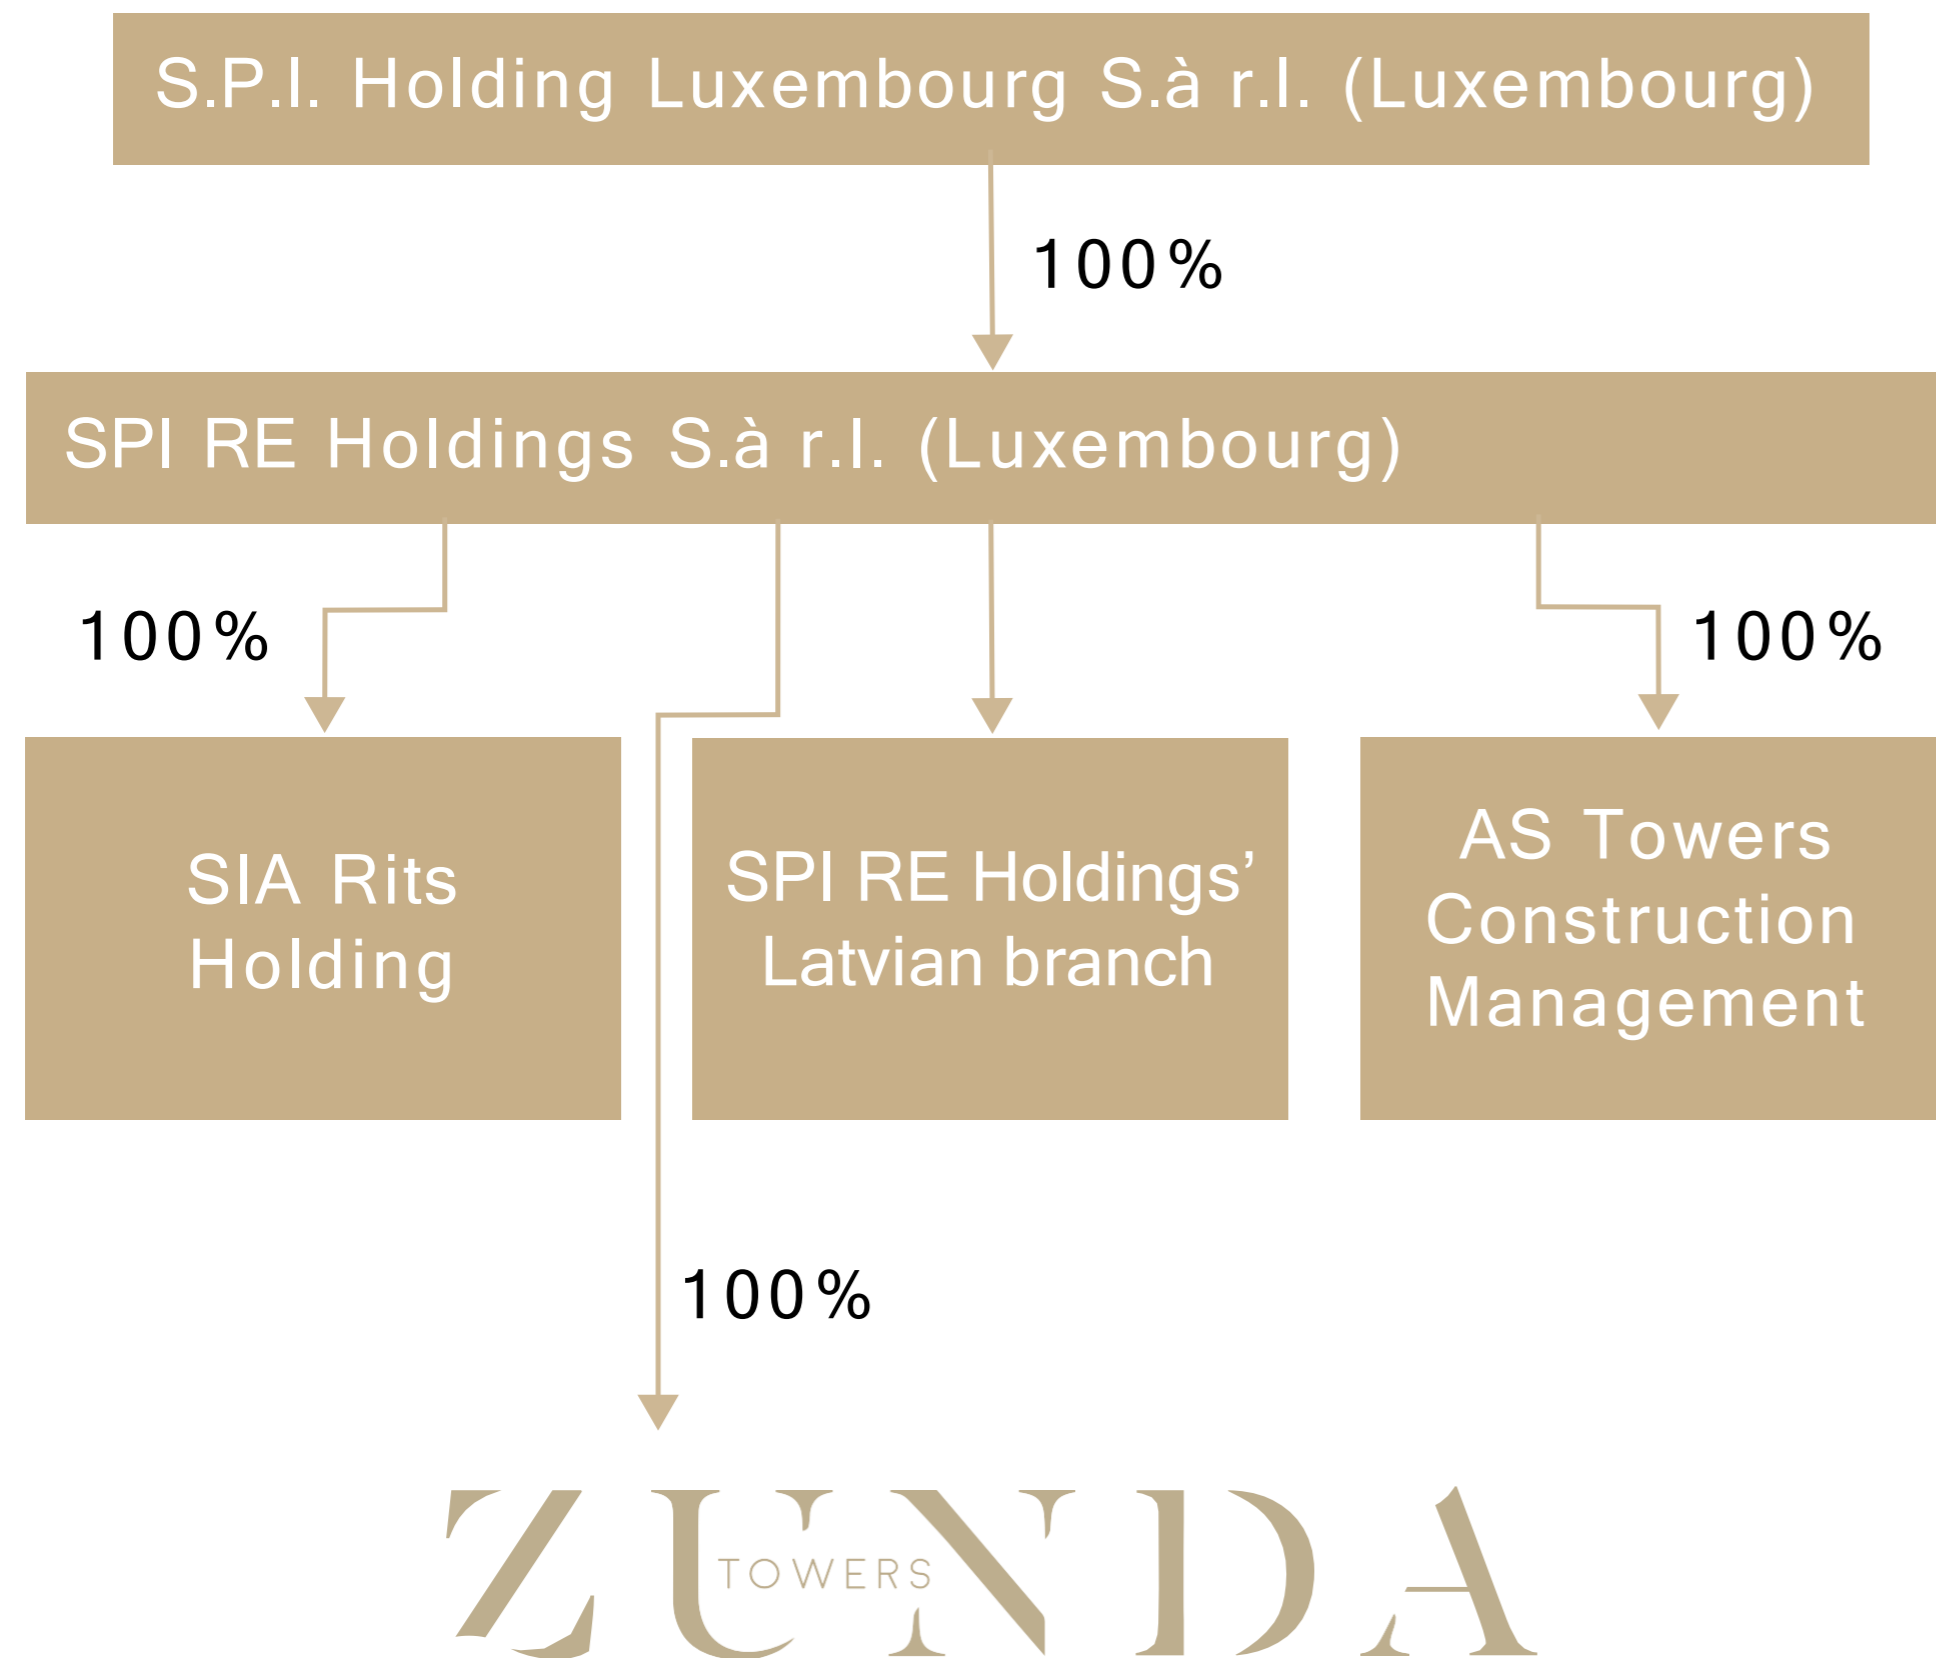 S.P.I. Holding Luxembourg S.à r.l. (Luxembourg)
100%
SPI RE Holdings S.à r.l. (Luxembourg)
100%
100%
SIA Rits
Holding
SPI RE Holdings’
Latvian branch
AS Towers
Construction
Management
100%
ZUNDA
TOWERS